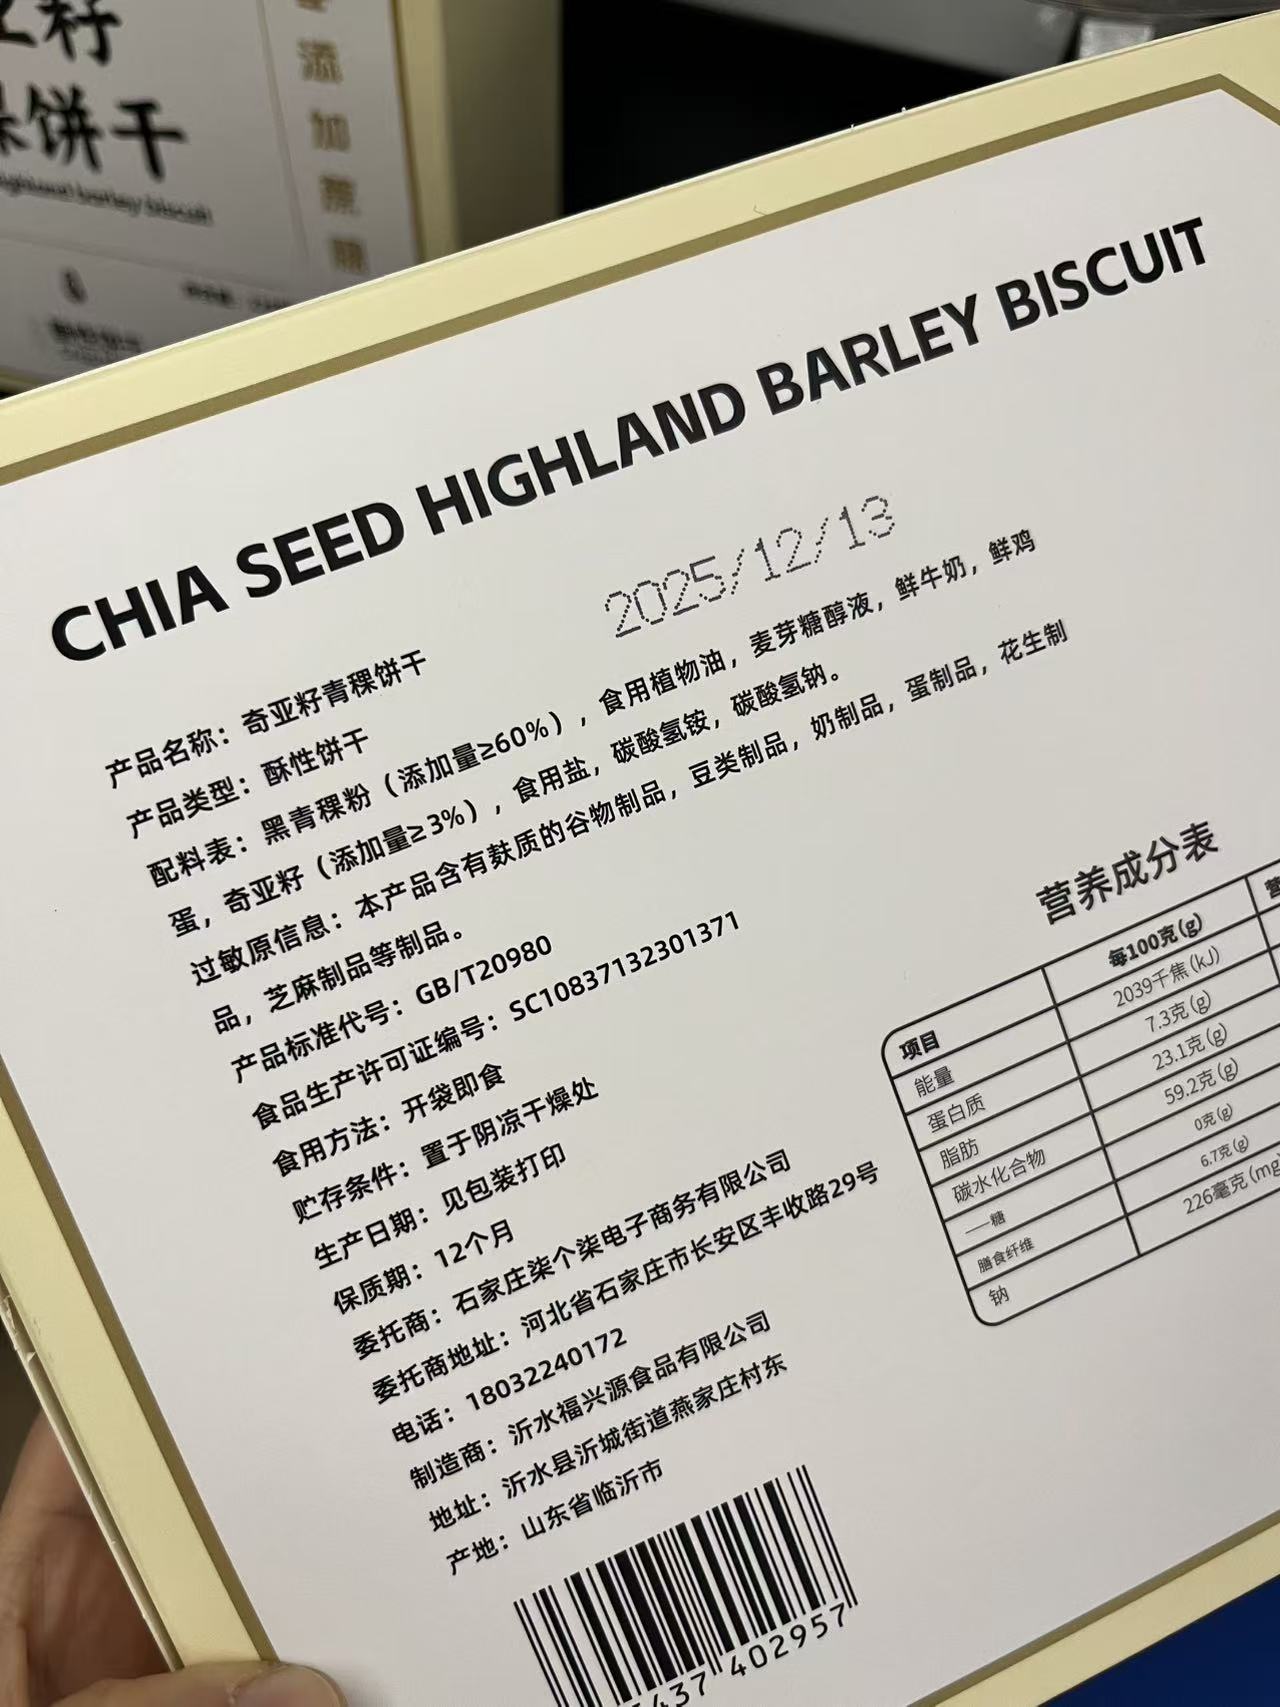 籽
饼干
highland barley biscuit
添
加
蔗
糖
CHIA SEED HIGHLAND BARLEY BISCUIT
2025/12/13
产品名称：奇亚籽青稞饼干
产品类型：酥性饼干
配料表：黑青稞粉（添加量≥60%），食用植物油，麦芽糖醇液，鲜牛奶，鲜鸡
蛋，奇亚籽（添加量≥3%），食用盐，碳酸氢铵，碳酸氢钠。
过敏原信息：本产品含有麸质的谷物制品，豆类制品，奶制品，蛋制品，花生制
品，芝麻制品等制品。
产品标准代号：GB/T20980
食品生产许可证编号：SC10837132301371
食用方法：开袋即食
贮存条件：置于阴凉干燥处
生产日期：见包装打印
保质期：12个月
委托商：石家庄柒个柒电子商务有限公司
委托商地址：河北省石家庄市长安区丰收路29号
电话：18032240172
制造商：沂水福兴源食品有限公司
地址：沂水县沂城街道燕家庄村东
产地：山东省临沂市
营养成分表
项目 每100克(g) 营
能量 2039千焦(kJ)
蛋白质 7.3克(g)
脂肪 23.1克(g)
碳水化合物 59.2克(g)
——糖 0克(g)
膳食纤维 6.7克(g)
钠 226毫克(mg
437 402957